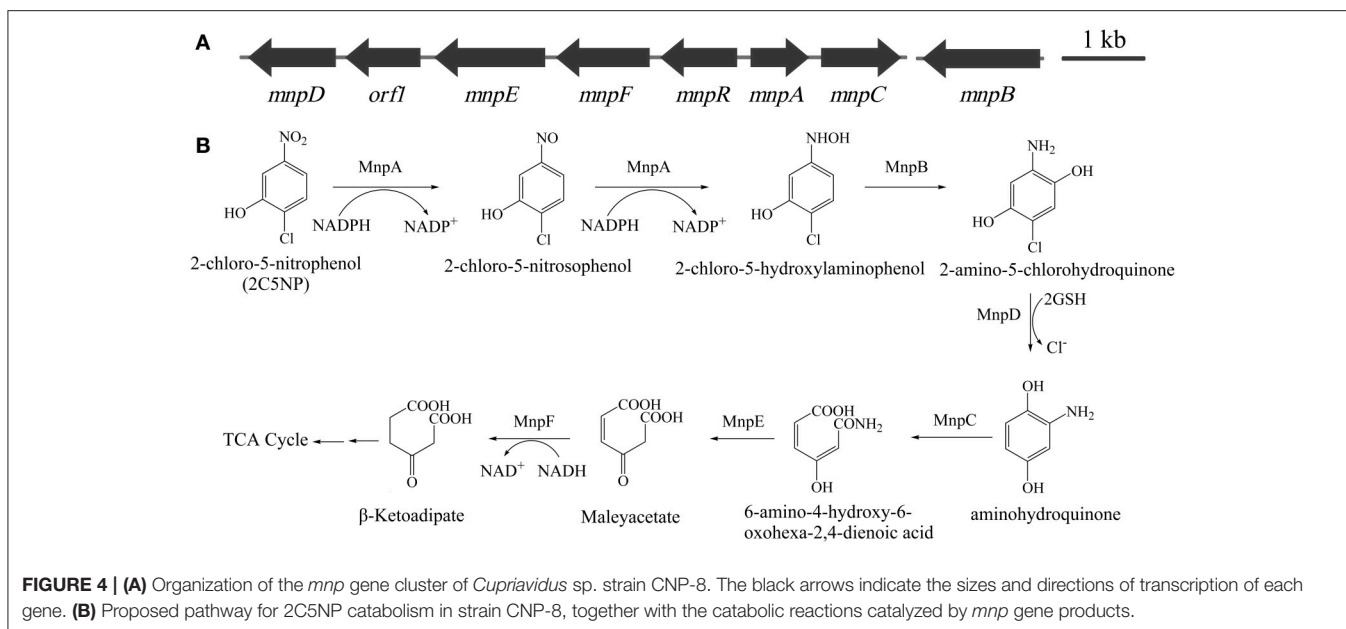 (A)
1 kb
mnpD orf1 mnpE mnpF mnpR mnpA mnpC mnpB
(B)
NO₂
HO
Cl
MnpA
NADPH NADP⁺
NO
HO
Cl
MnpA
NADPH NADP⁺
NHOH
HO
Cl
MnpB
NH₂
OH
HO
Cl
2-chloro-5-nitrophenol
(2C5NP)
2-chloro-5-nitrosophenol
2-chloro-5-hydroxylaminophenol
2-amino-5-chlorohydroquinone
MnpD
2GSH
Cl⁻
TCA Cycle
COOH
COOH
O
β-Ketoadipate
MnpF
NAD⁺ NADH
COOH
COOH
O
Maleyacetate
MnpE
COOH
CONH₂
OH
6-amino-4-hydroxy-6-
oxohexa-2,4-dienoic acid
MnpC
OH
NH₂
OH
aminohydroquinone
FIGURE 4 | (A) Organization of the mnp gene cluster of Cupriavidus sp. strain CNP-8. The black arrows indicate the sizes and directions of transcription of each
gene. (B) Proposed pathway for 2C5NP catabolism in strain CNP-8, together with the catabolic reactions catalyzed by mnp gene products.